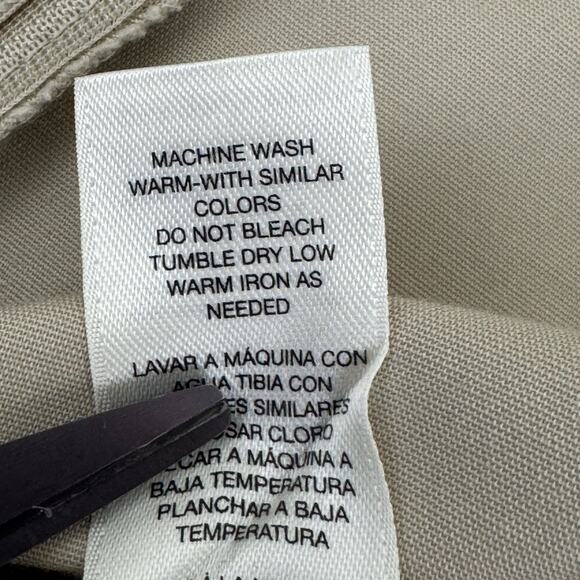 MACHINE WASH
WARM-WITH SIMILAR
COLORS
DO NOT BLEACH
TUMBLE DRY LOW
WARM IRON AS
NEEDED
LAVAR A MÁQUINA CON
AGUA TIBIA CON
SIMILARES
CLORO
A MÁQUINA A
BAJA TEMPERATURA
PLANCHAR A BAJA
TEMPERATURA